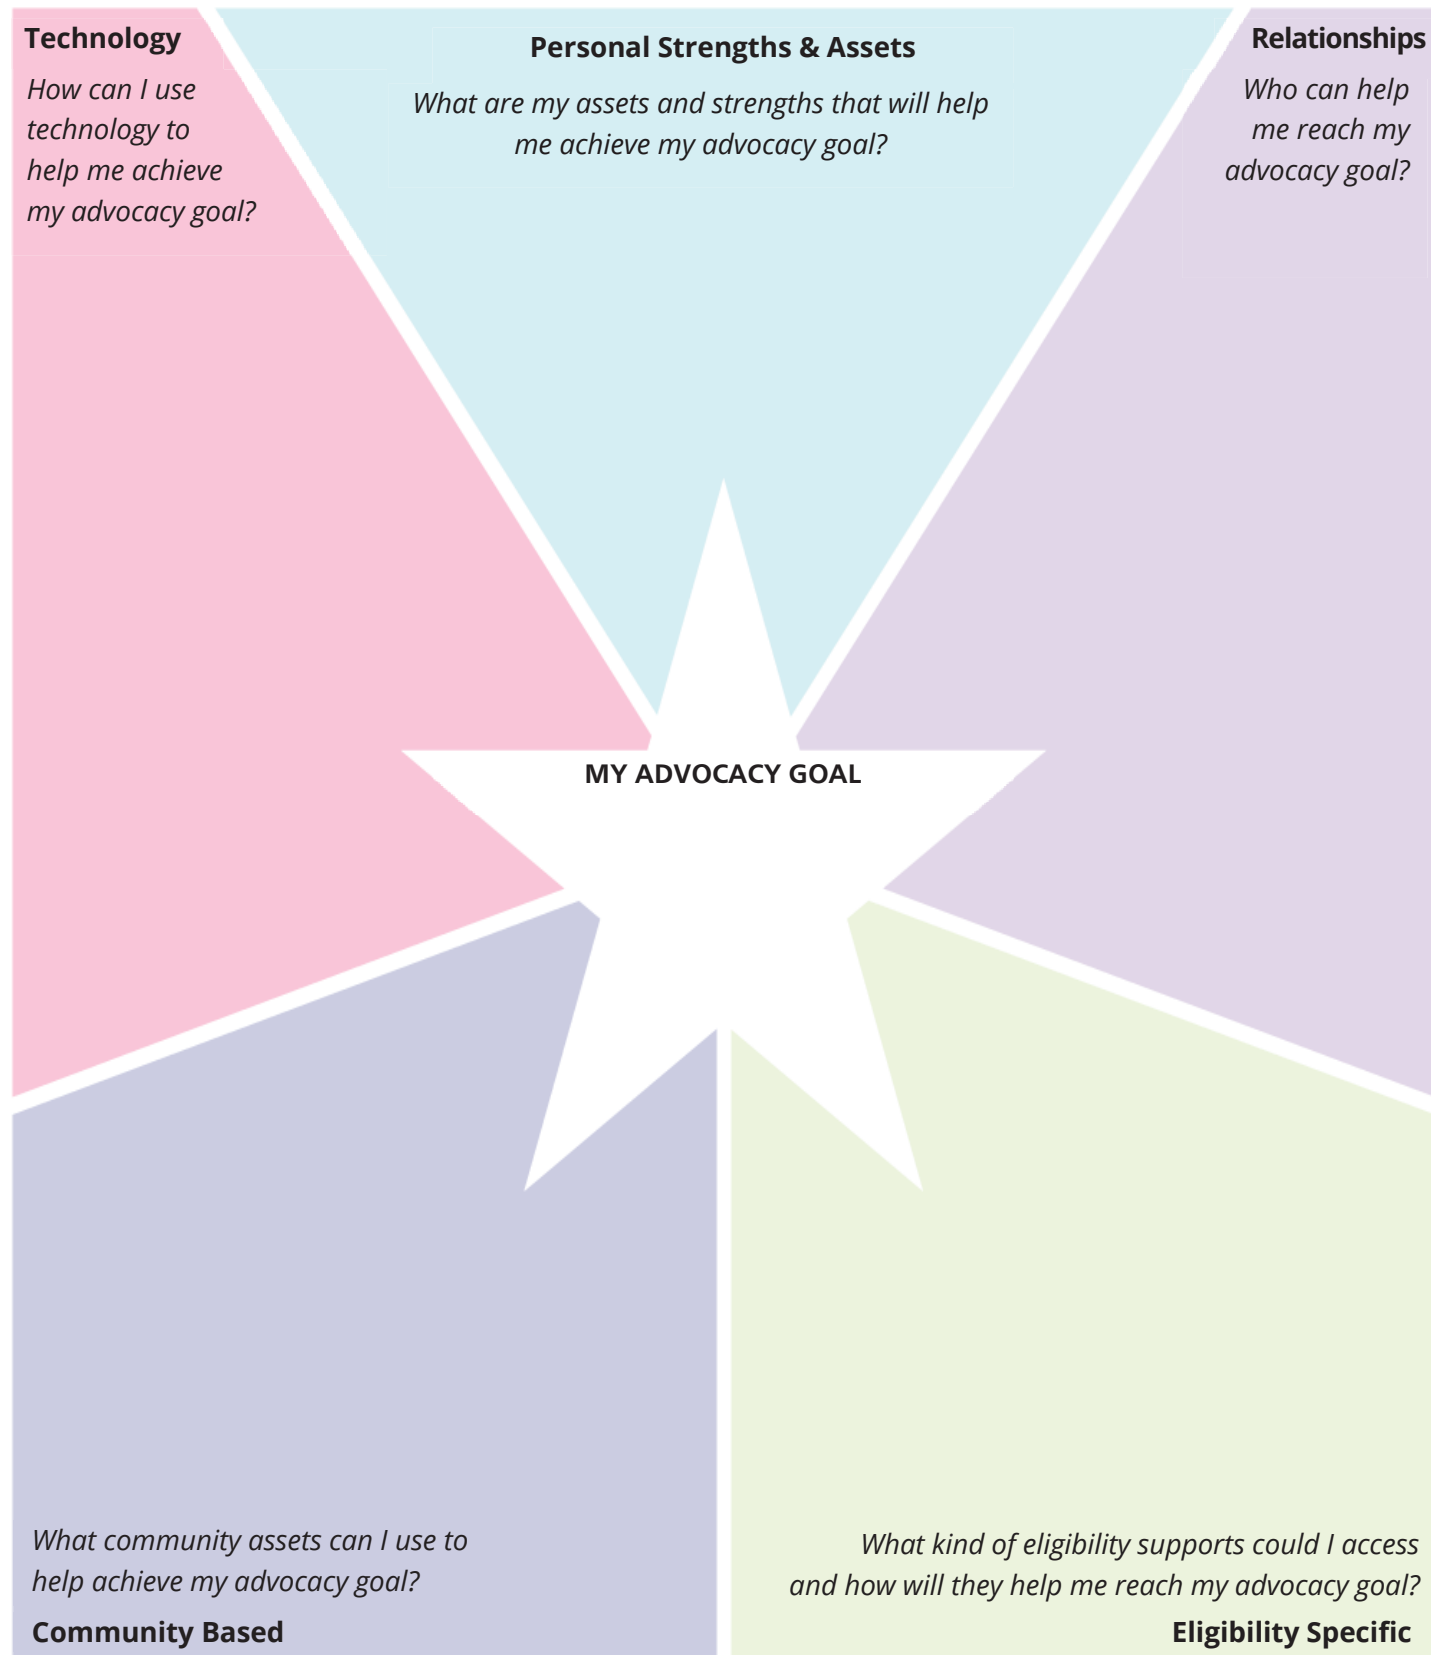 Technology
How can I use
technology to
help me achieve
my advocacy goal?
Personal Strengths & Assets
What are my assets and strengths that will help
me achieve my advocacy goal?
Relationships
Who can help
me reach my
advocacy goal?
MY ADVOCACY GOAL
What community assets can I use to
help achieve my advocacy goal?
Community Based
What kind of eligibility supports could I access
and how will they help me reach my advocacy goal?
Eligibility Specific